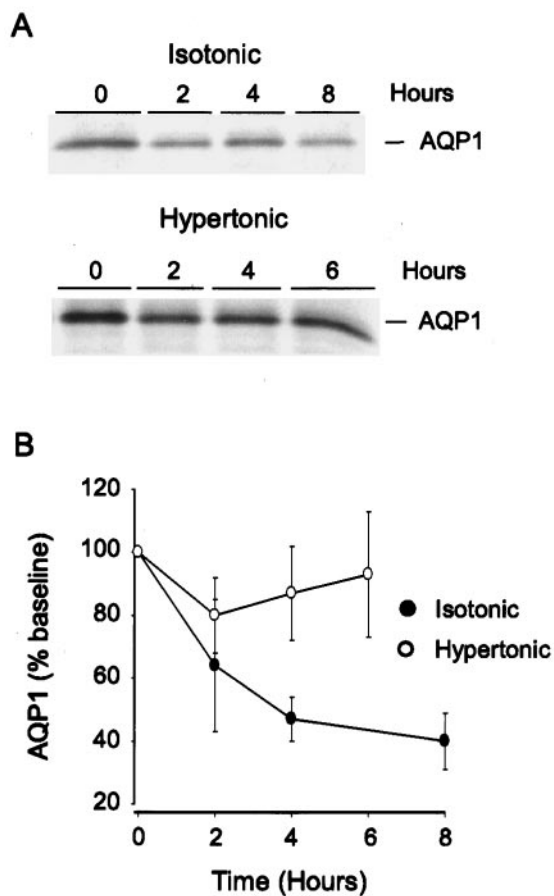 A
Isotonic
0 2 4 8 Hours
AQP1
Hypertonic
0 2 4 6 Hours
AQP1
B
120
100
80
60
40
20
AQP1 (% baseline)
Isotonic
Hypertonic
0 2 4 6 8
Time (Hours)